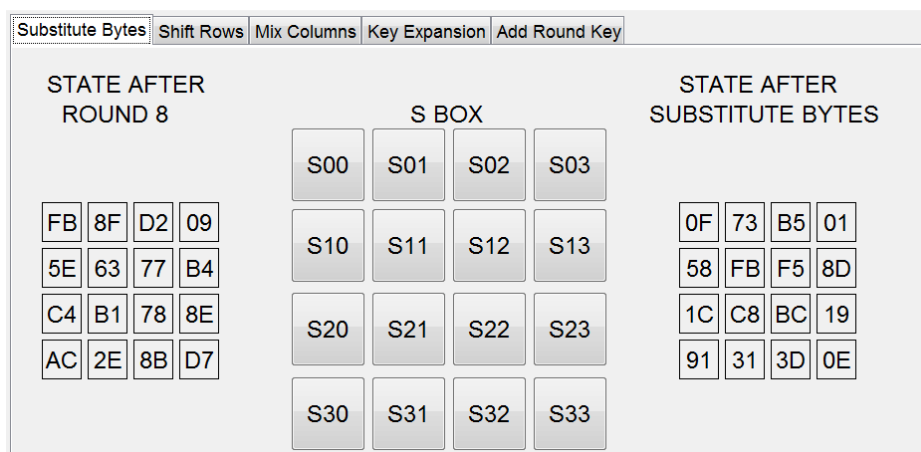 Substitute Bytes Shift Rows Mix Columns Key Expansion Add Round Key
STATE AFTER
ROUND 8
FB 8F D2 09
5E 63 77 B4
C4 B1 78 8E
AC 2E 8B D7
S BOX
S00 S01 S02 S03
S10 S11 S12 S13
S20 S21 S22 S23
S30 S31 S32 S33
STATE AFTER
SUBSTITUTE BYTES
0F 73 B5 01
58 FB F5 8D
1C C8 BC 19
91 31 3D 0E